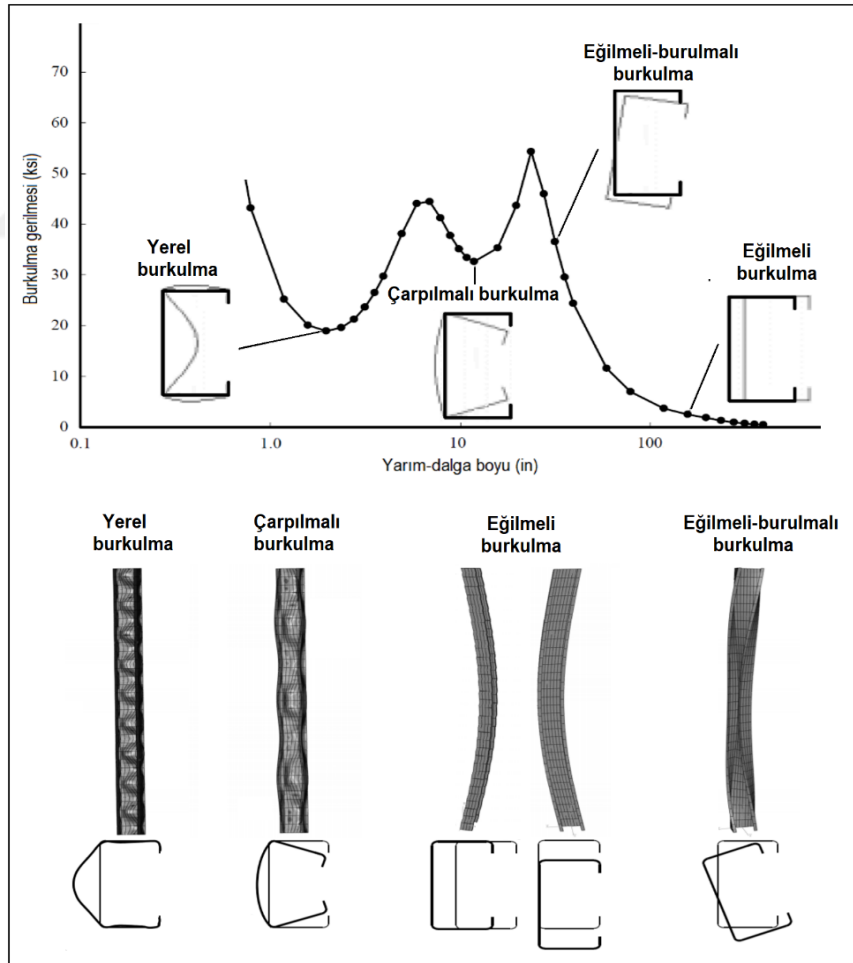 Eğilmeli-burulmalı
burkulma
70
60
50
40
30
20
10
0
Burkulma gerilmesi (ksi)
Yerel
burkulma
Çarpılmalı burkulma
Eğilmeli
burkulma
0.1
1.0
10
100
Yarım-dalga boyu (in)
Yerel
burkulma
Çarpılmalı
burkulma
Eğilmeli
burkulma
Eğilmeli-burulmalı
burkulma